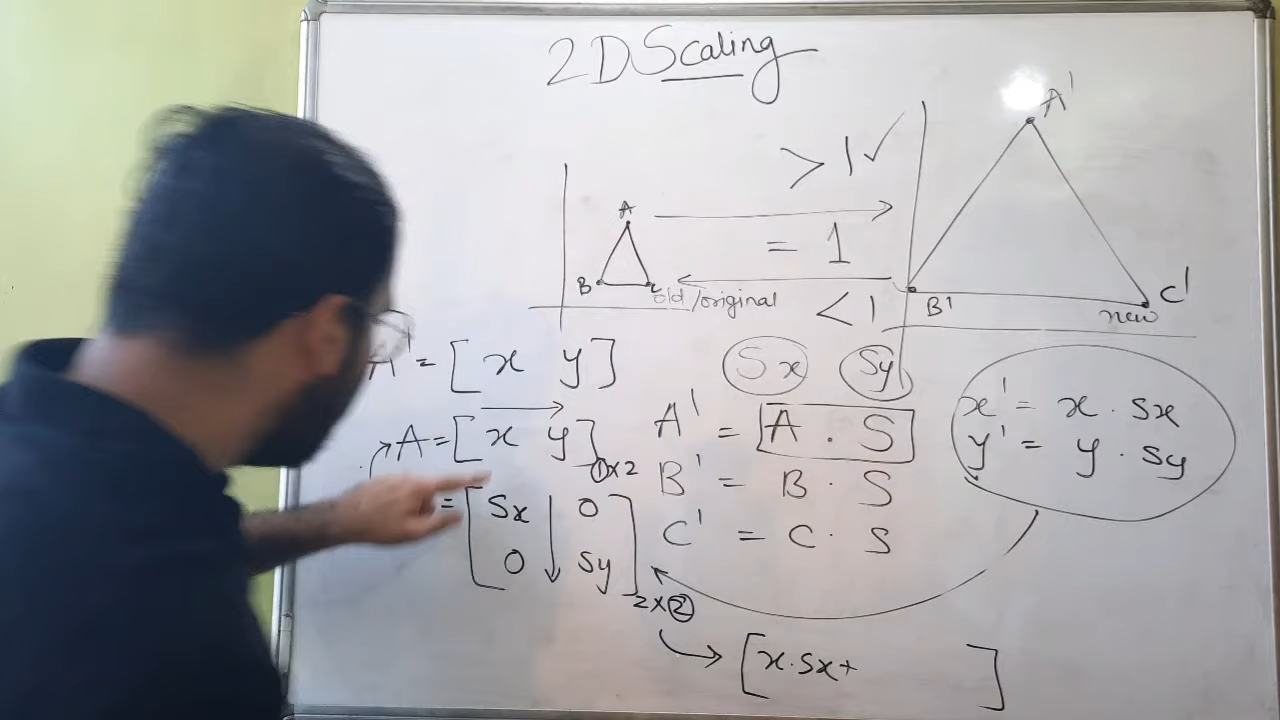 2D Scaling
> 1 ✓
= 1
< 1
A
B
C
old/original
A'
B'
C'
new
A' = [ x y ]
A = [ x y ] 1x2
= [ Sx 0
0 Sy ] 2x2
Sx Sy
A' = A . S
B' = B . S
C' = C . S
x' = x . Sx
y' = y . Sy
[ x.Sx+ ]